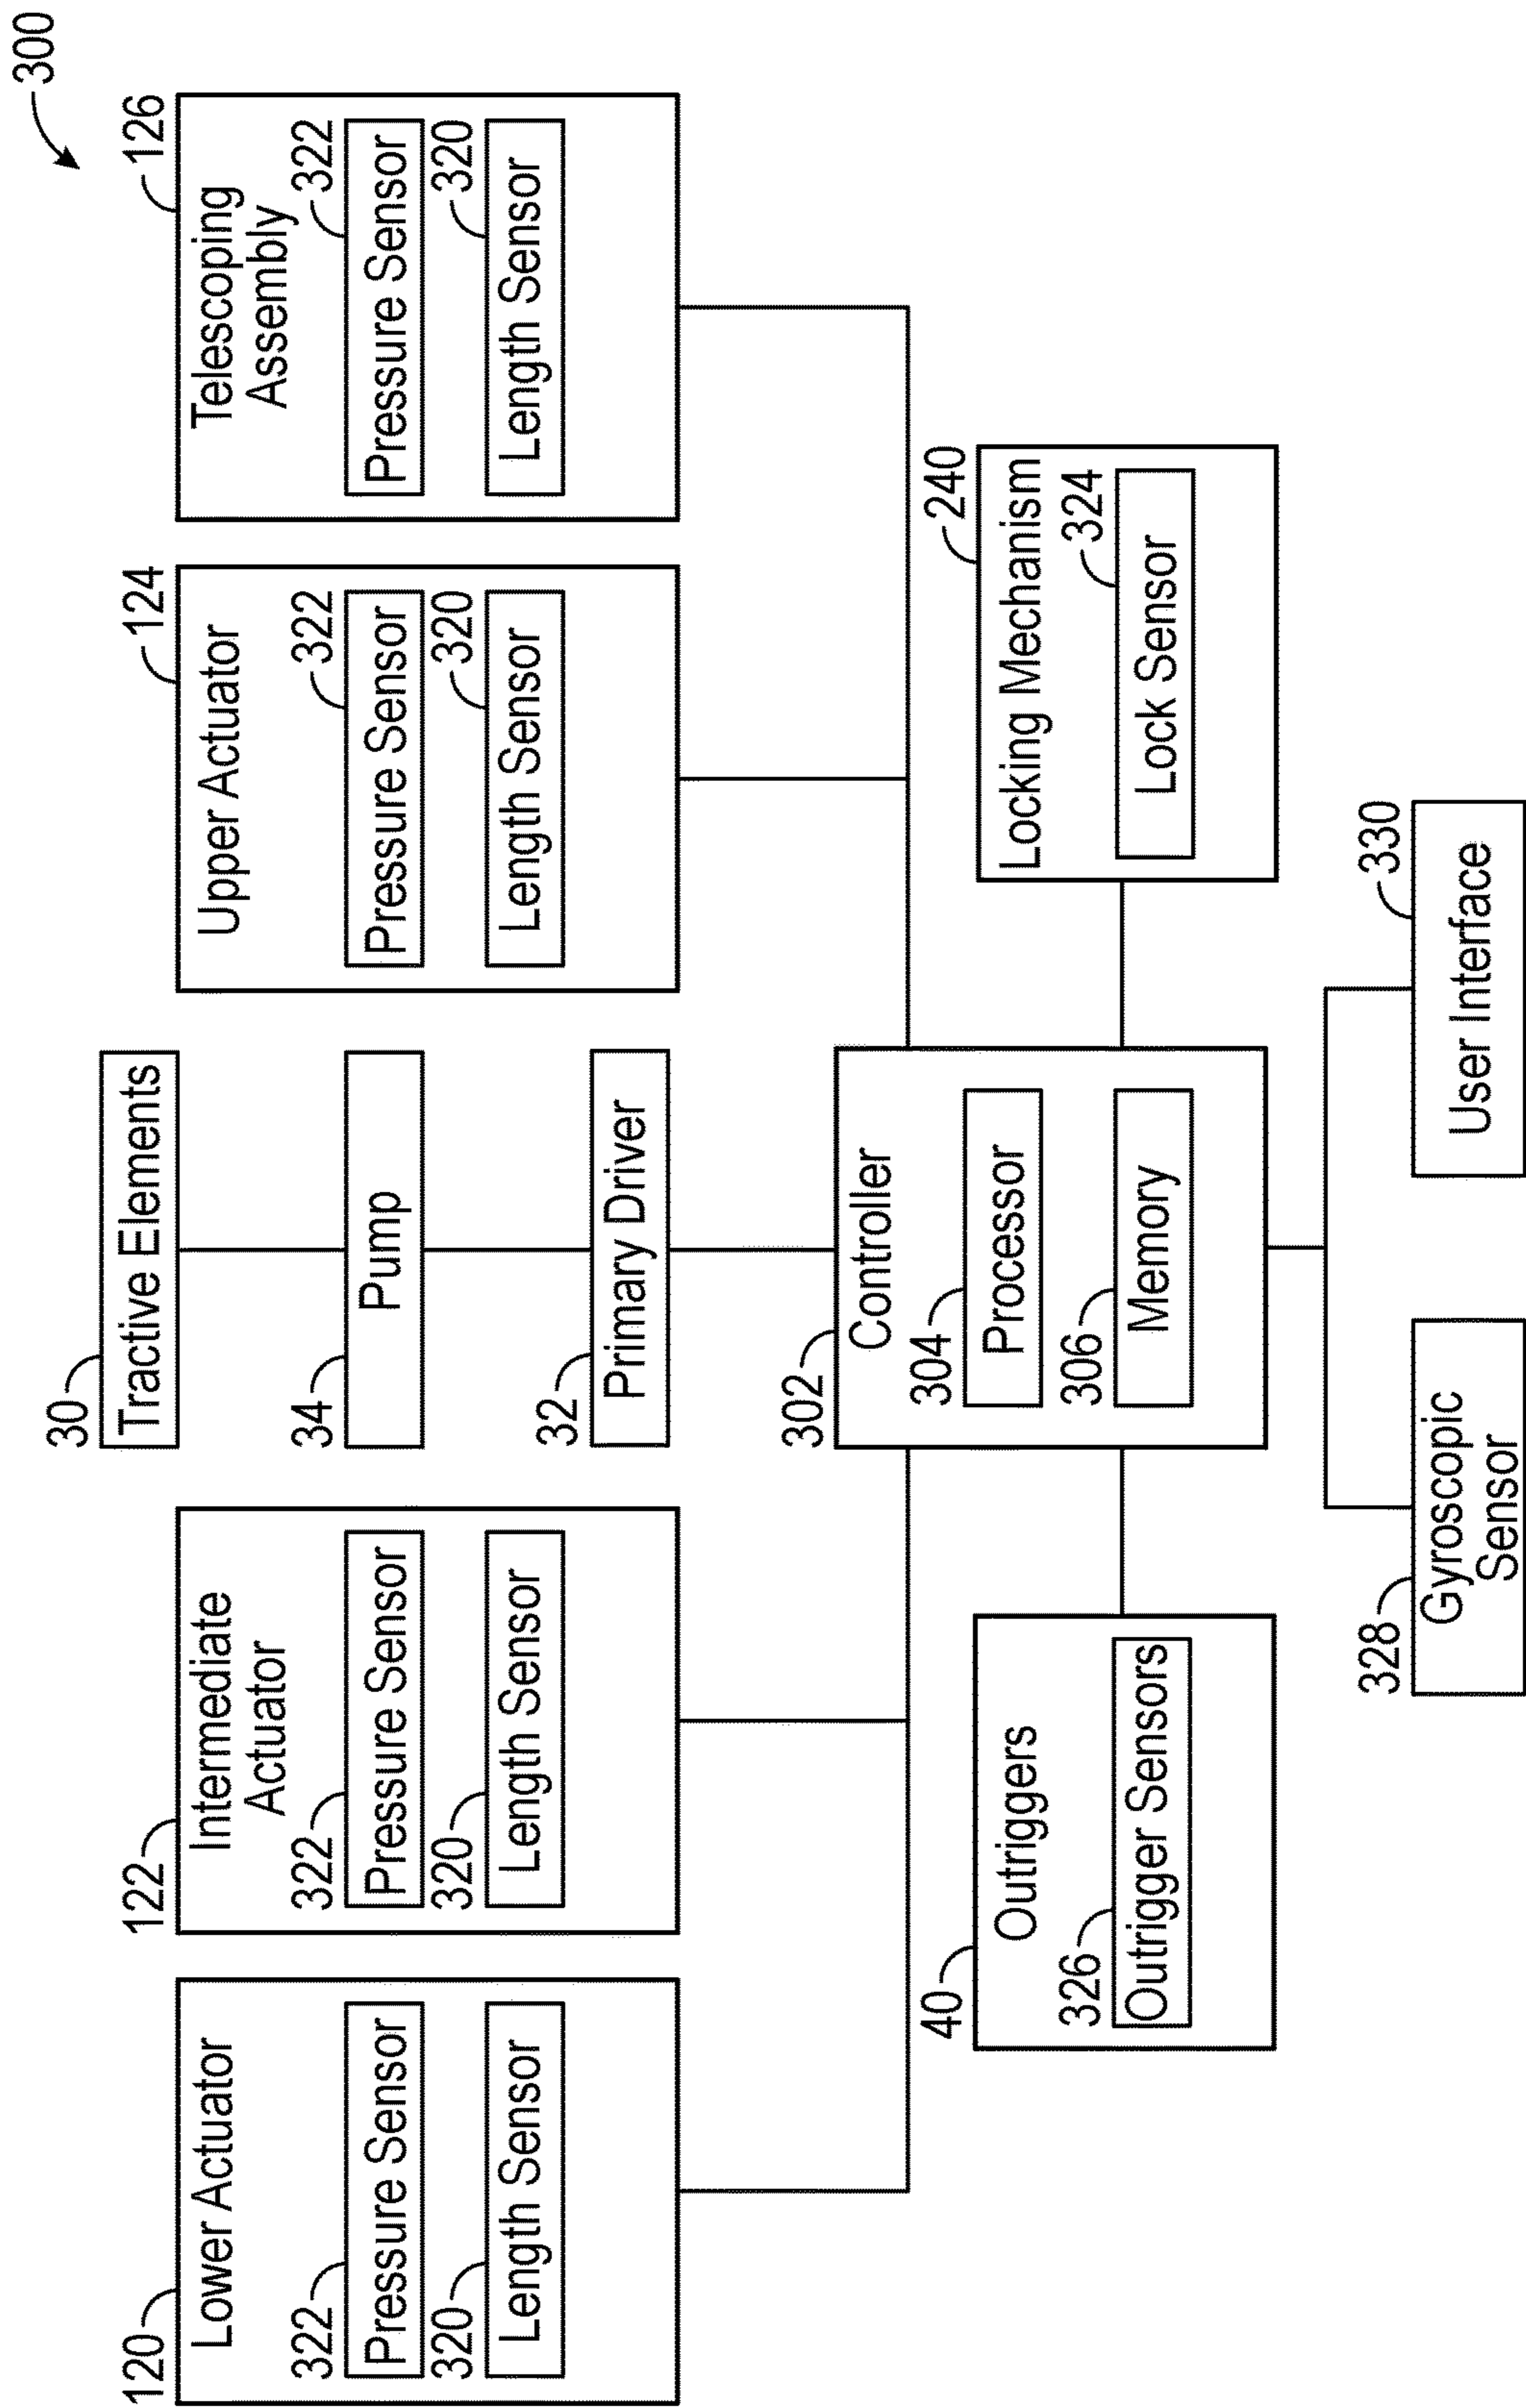 300
120
Lower Actuator
322
Pressure Sensor
320
Length Sensor
122
Intermediate
Actuator
322
Pressure Sensor
320
Length Sensor
30
Tractive Elements
34
Pump
32
Primary Driver
124
Upper Actuator
322
Pressure Sensor
320
Length Sensor
126
Telescoping
Assembly
322
Pressure Sensor
320
Length Sensor
40
Outriggers
326
Outrigger Sensors
302
Controller
304
Processor
306
Memory
240
Locking Mechanism
324
Lock Sensor
328
Gyroscopic
Sensor
330
User Interface